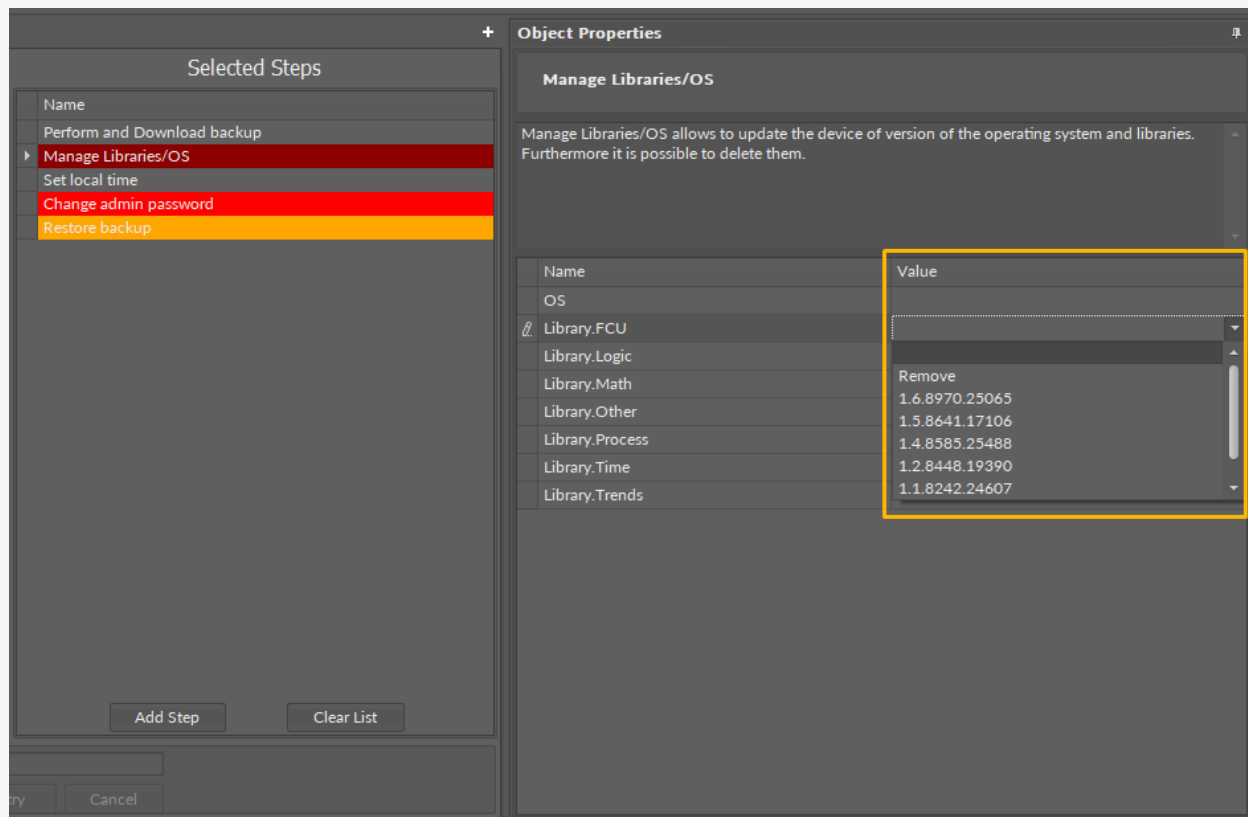 Selected Steps
Name
Perform and Download backup
Manage Libraries/OS
Set local time
Change admin password
Restore backup
Add Step
Clear List
Cancel
Object Properties
Manage Libraries/OS
Manage Libraries/OS allows to update the device of version of the operating system and libraries.
Furthermore it is possible to delete them.
Name
Value
OS
Library.FCU
Library.Logic
Library.Math
Library.Other
Library.Process
Library.Time
Library.Trends
Remove
1.6.8970.25065
1.5.8641.17106
1.4.8585.25488
1.2.8448.19390
1.1.8242.24607